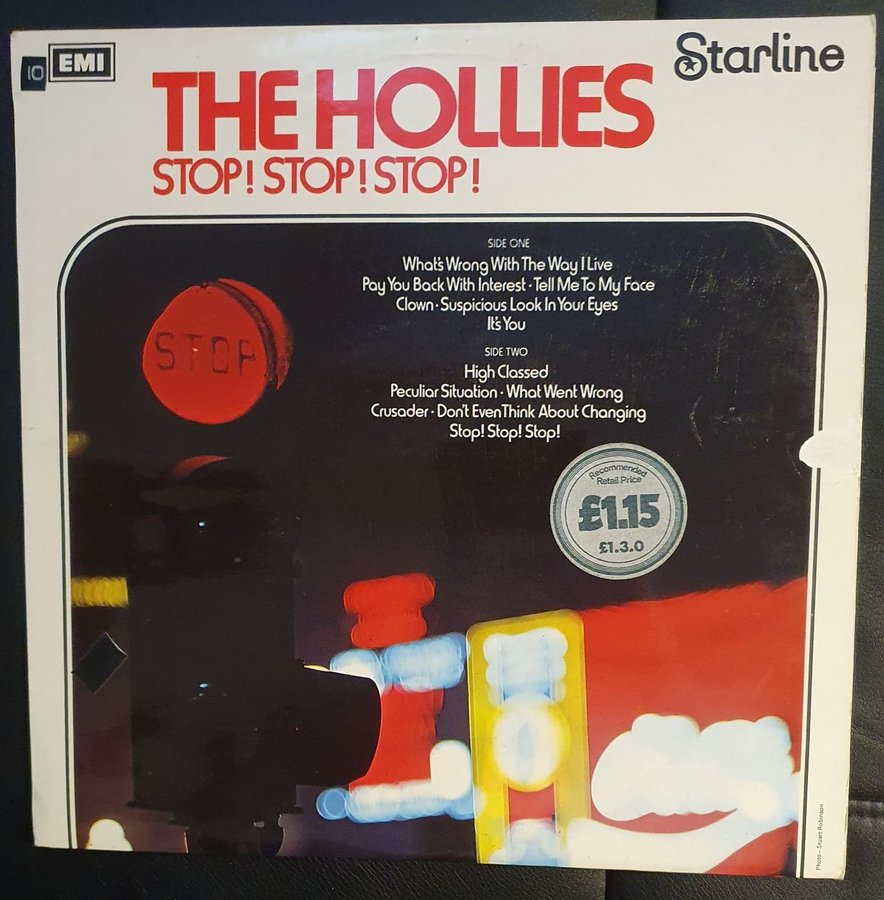 10
EMI
Starline
THE HOLLIES
STOP! STOP! STOP!
SIDE ONE
What's Wrong With The Way I Live
Pay You Back With Interest · Tell Me To My Face
Clown · Suspicious Look In Your Eyes
It's You
SIDE TWO
High Classed
Peculiar Situation · What Went Wrong
Crusader · Don't Even Think About Changing
Stop! Stop! Stop!
STOP
Recommended
Retail Price
£1.15
£1.3.0
Photo - Stuart Robinson